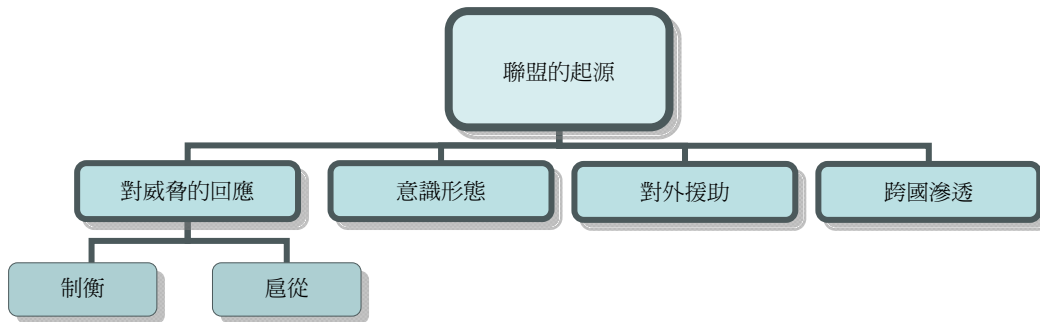 聯盟的起源
對威脅的回應
意識形態
對外援助
跨國滲透
制衡
扈從